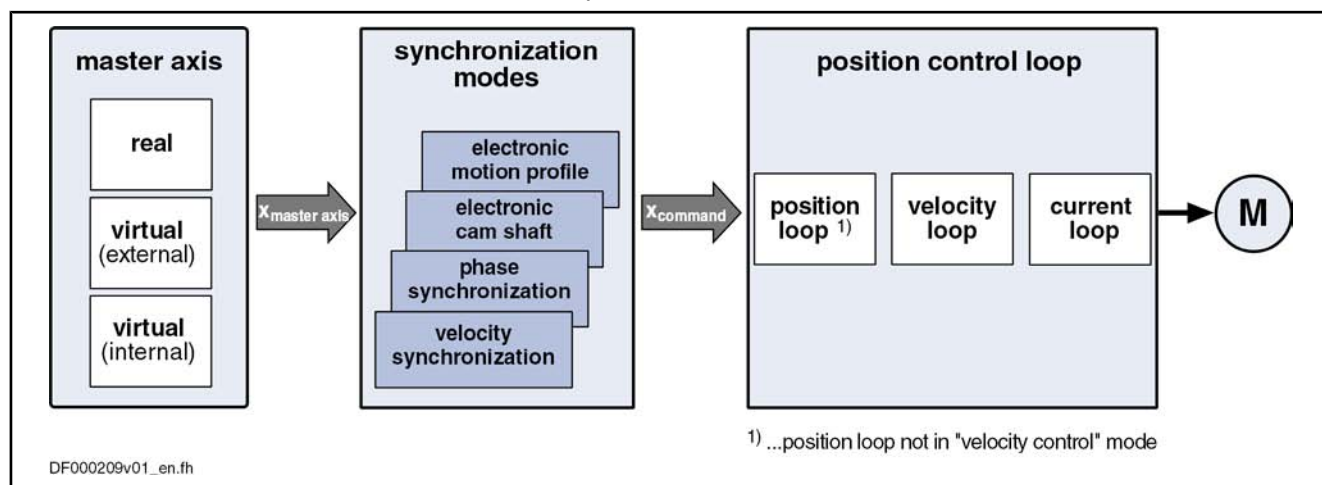 master axis
real
virtual
(external)
virtual
(internal)
x master axis
synchronization
modes
electronic
motion profile
electronic
cam shaft
phase
synchronization
velocity
synchronization
x command
position control loop
position
loop 1)
velocity
loop
current
loop
M
1) ...position loop not in "velocity control" mode
DF000209v01_en.fh